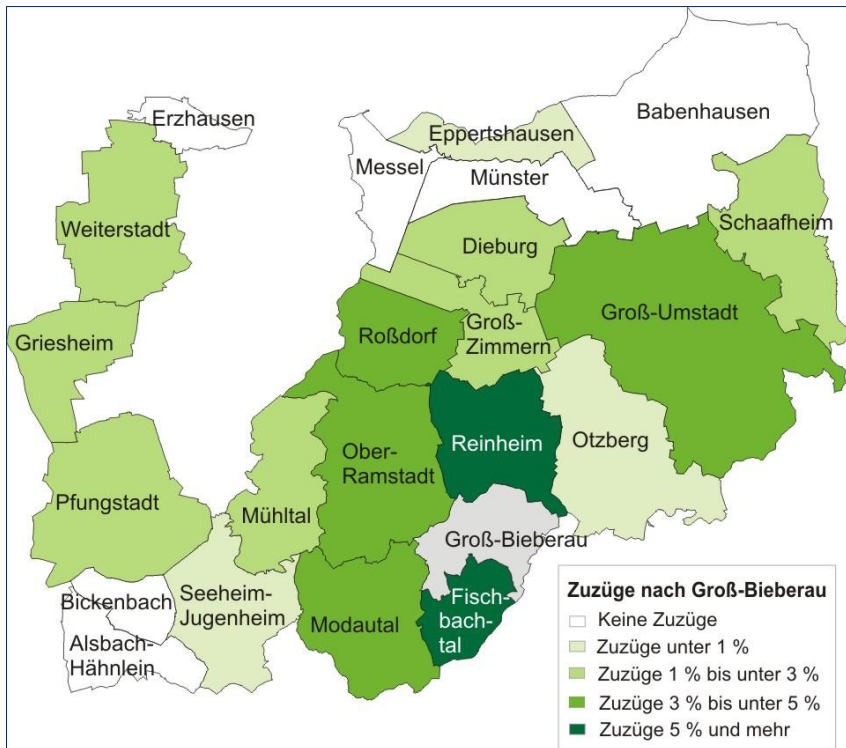 Babenhausen
Erzhausen
Eppertshausen
Messel
Münster
Schaafheim
Weiterstadt
Dieburg
Groß-Umstadt
Groß-
Zimmern
Roßdorf
Griesheim
Reinheim
Otzberg
Ober-
Ramstadt
Pfungstadt
Mühltal
Groß-Bieberau
Bickenbach
Seeheim-
Jugenheim
Fisch-
bach-
tal
Modautal
Alsbach-
Hähnlein
Zuzüge nach Groß-Bieberau
Keine Zuzüge
Zuzüge unter 1 %
Zuzüge 1 % bis unter 3 %
Zuzüge 3 % bis unter 5 %
Zuzüge 5 % und mehr